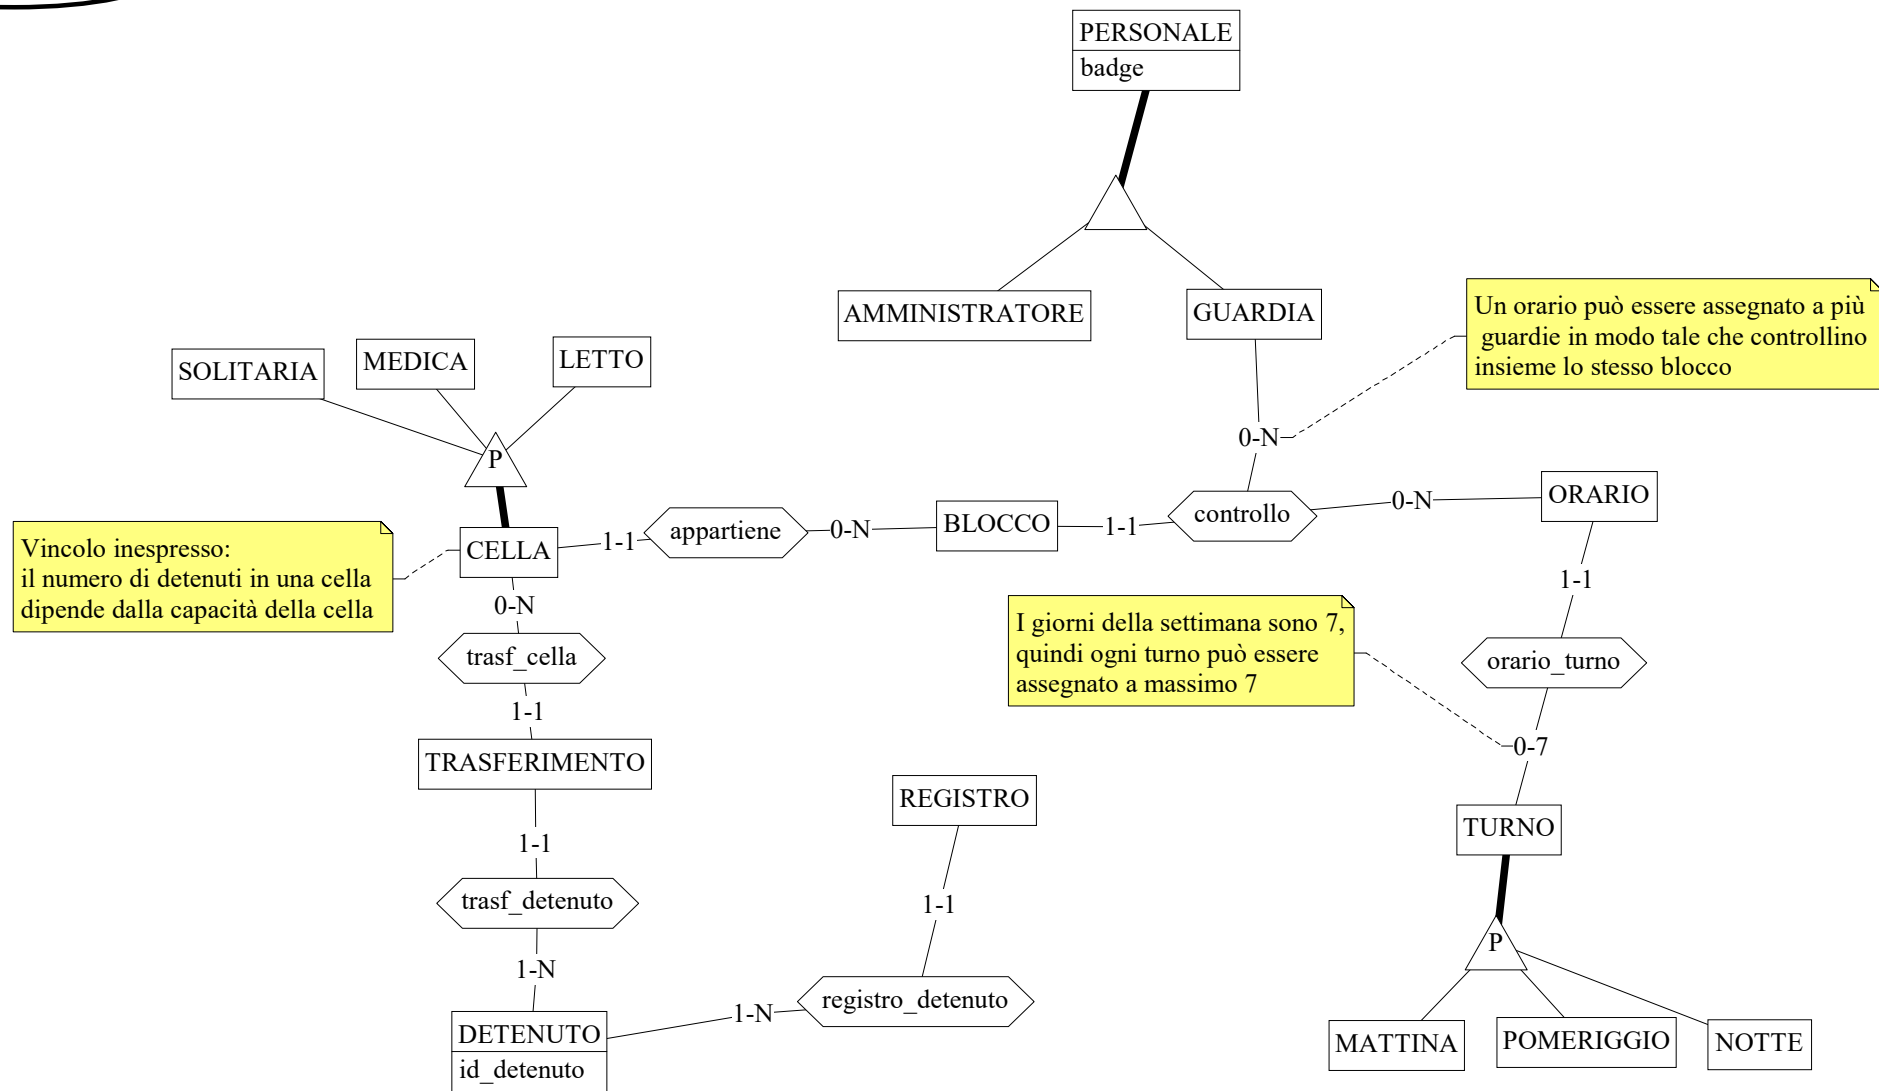 PERSONALE
badge
AMMINISTRATORE
GUARDIA
Un orario può essere assegnato a più
guardie in modo tale che controllino
insieme lo stesso blocco
SOLITARIA
MEDICA
LETTO
P
0-N
ORARIO
0-N
controllo
1-1
BLOCCO
0-N
appartiene
1-1
CELLA
Vincolo inespresso:
il numero di detenuti in una cella
dipende dalla capacità della cella
0-N
trasf_cella
1-1
TRASFERIMENTO
1-1
orario_turno
I giorni della settimana sono 7,
quindi ogni turno può essere
assegnato a massimo 7
0-7
TURNO
REGISTRO
1-1
trasf_detenuto
1-1
P
1-N
registro_detenuto
1-N
DETENUTO
id_detenuto
MATTINA
POMERIGGIO
NOTTE